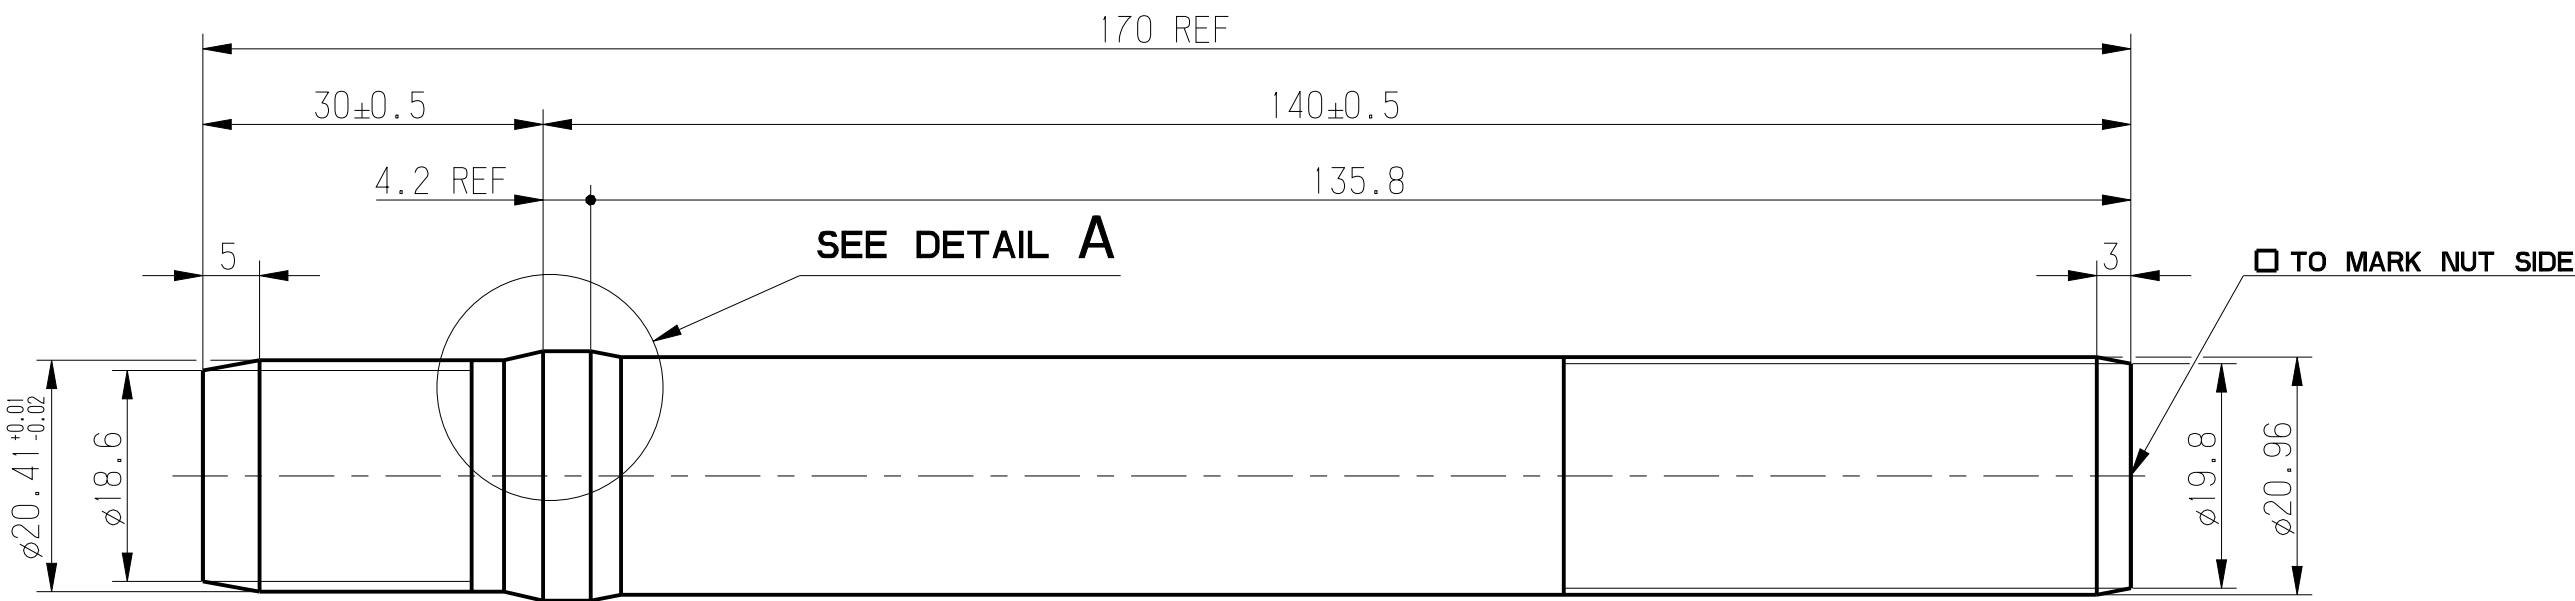 170 REF
30±0.5
140±0.5
4.2 REF
135.8
SEE DETAIL A
5
3
□ TO MARK NUT SIDE
⌀20.41 +0.01 -0.02
⌀18.6
⌀19.8
⌀20.96